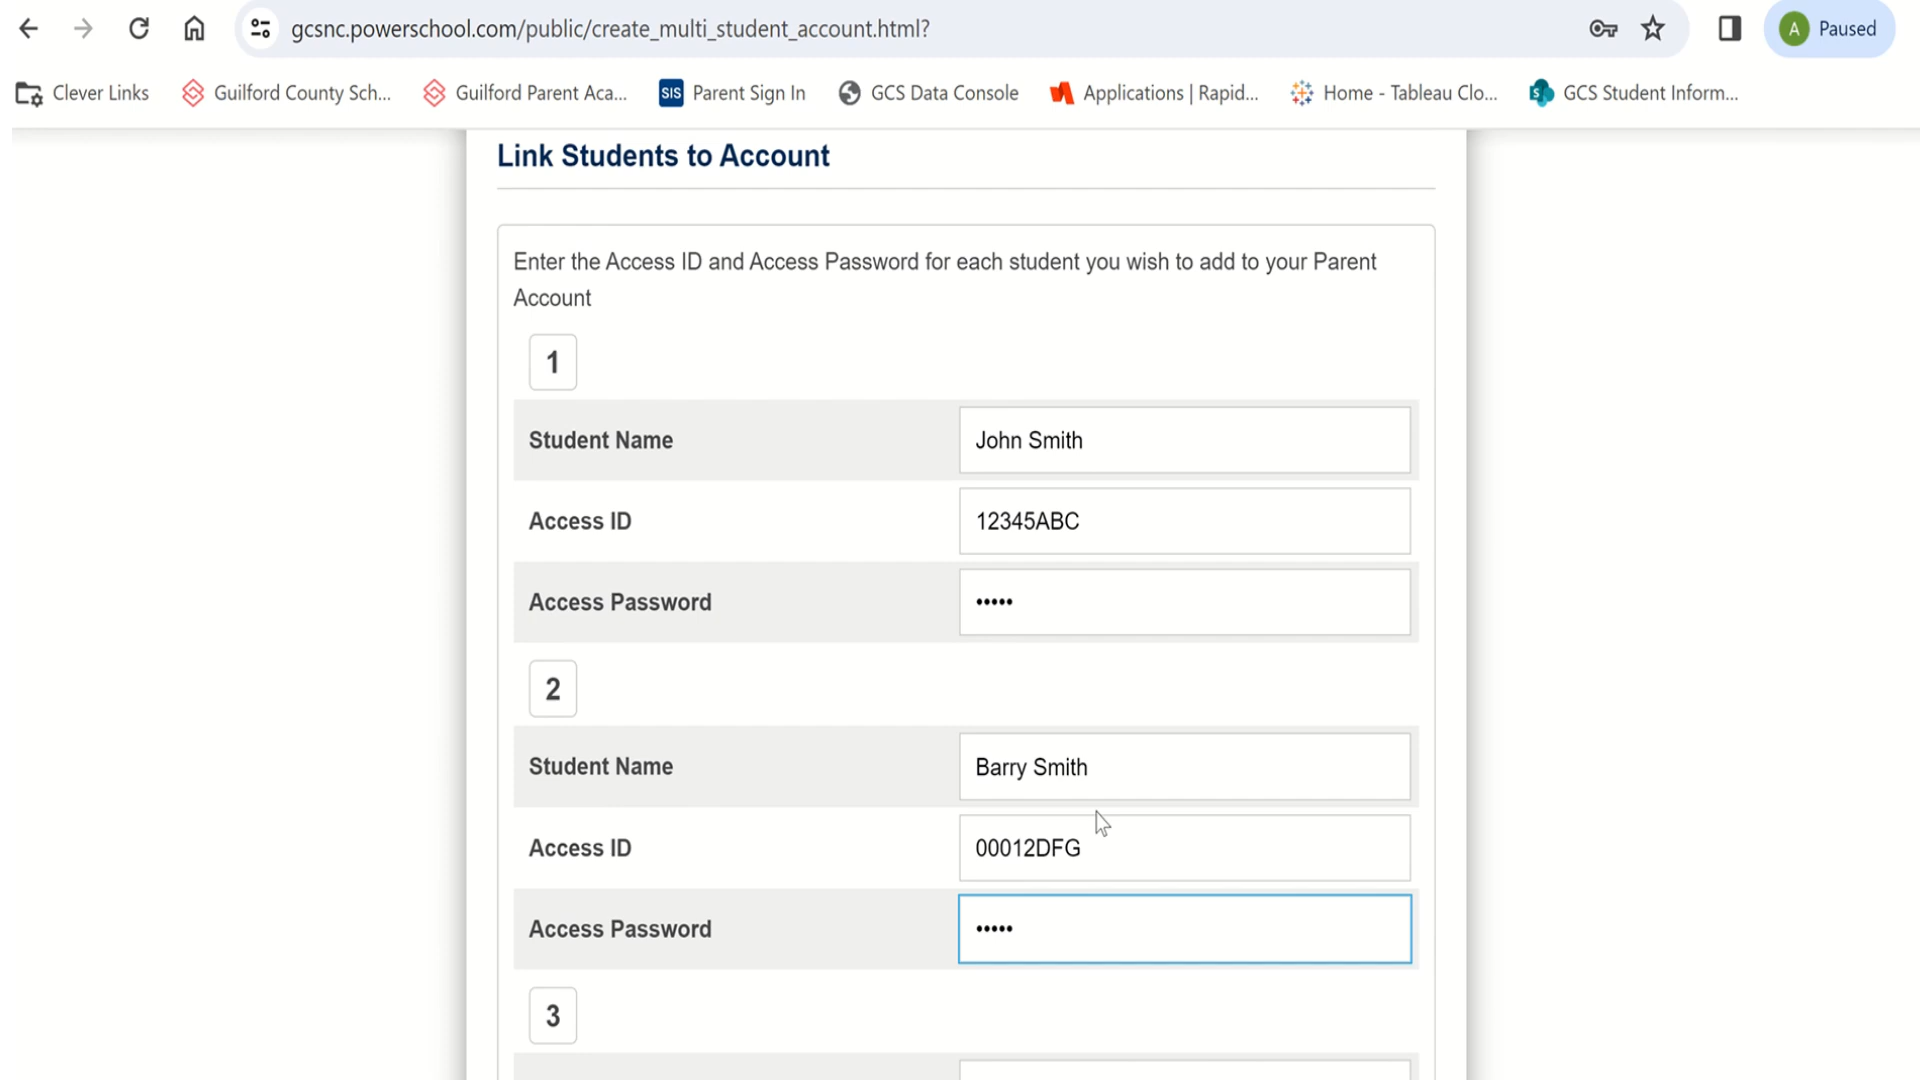 gcsnc.powerschool.com/public/create_multi_student_account.html?
A Paused
Clever Links Guilford County Sch... Guilford Parent Aca... SIS Parent Sign In GCS Data Console Applications | Rapid... Home - Tableau Clo... S GCS Student Inform...
Link Students to Account
Enter the Access ID and Access Password for each student you wish to add to your Parent
Account
1
Student Name John Smith
Access ID 12345ABC
Access Password •••••
2
Student Name Barry Smith
Access ID 00012DFG
Access Password •••••
3